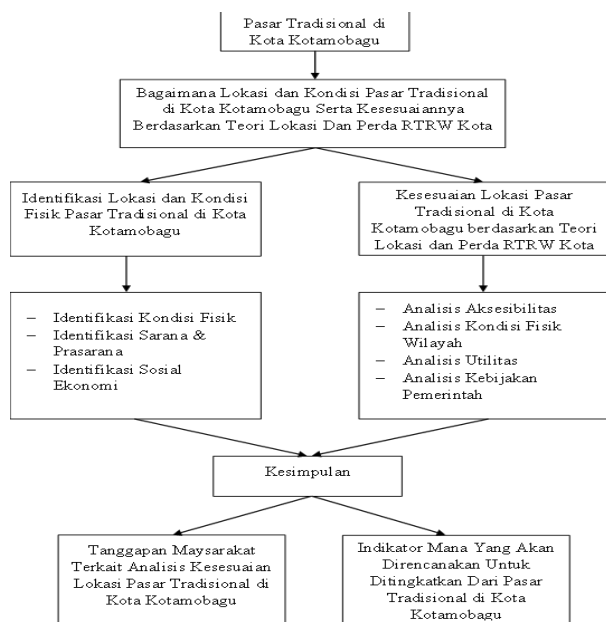 Pasar Tradisional di
Kota Kotamobagu
Bagaimana Lokasi dan Kondisi Pasar Tradisional
di Kota Kotamobagu Serta Kesesuaiannya
Berdasarkan Teori Lokasi Dan Perda RTRW Kota
Identifikasi Lokasi dan Kondisi
Fisik Pasar Tradisional di Kota
Kotamobagu
Kesesuaian Lokasi Pasar
Tradisional di Kota
Kotamobagu berdasarkan Teori
Lokasi dan Perda RTRW Kota
– Identifikasi Kondisi Fisik
– Identifikasi Sarana &
Prasarana
– Identifikasi Sosial
Ekonomi
– Analisis Aksesibilitas
– Analisis Kondisi Fisik
Wilayah
– Analisis Utilitas
– Analisis Kebijakan
Pemerintah
Kesimpulan
Tanggapan Maysarakat
Terkait Analisis Kesesuaian
Lokasi Pasar Tradisional di
Kota Kotamobagu
Indikator Mana Yang Akan
Direncanakan Untuk
Ditingkatkan Dari Pasar
Tradisional di Kota
Kotamobagu